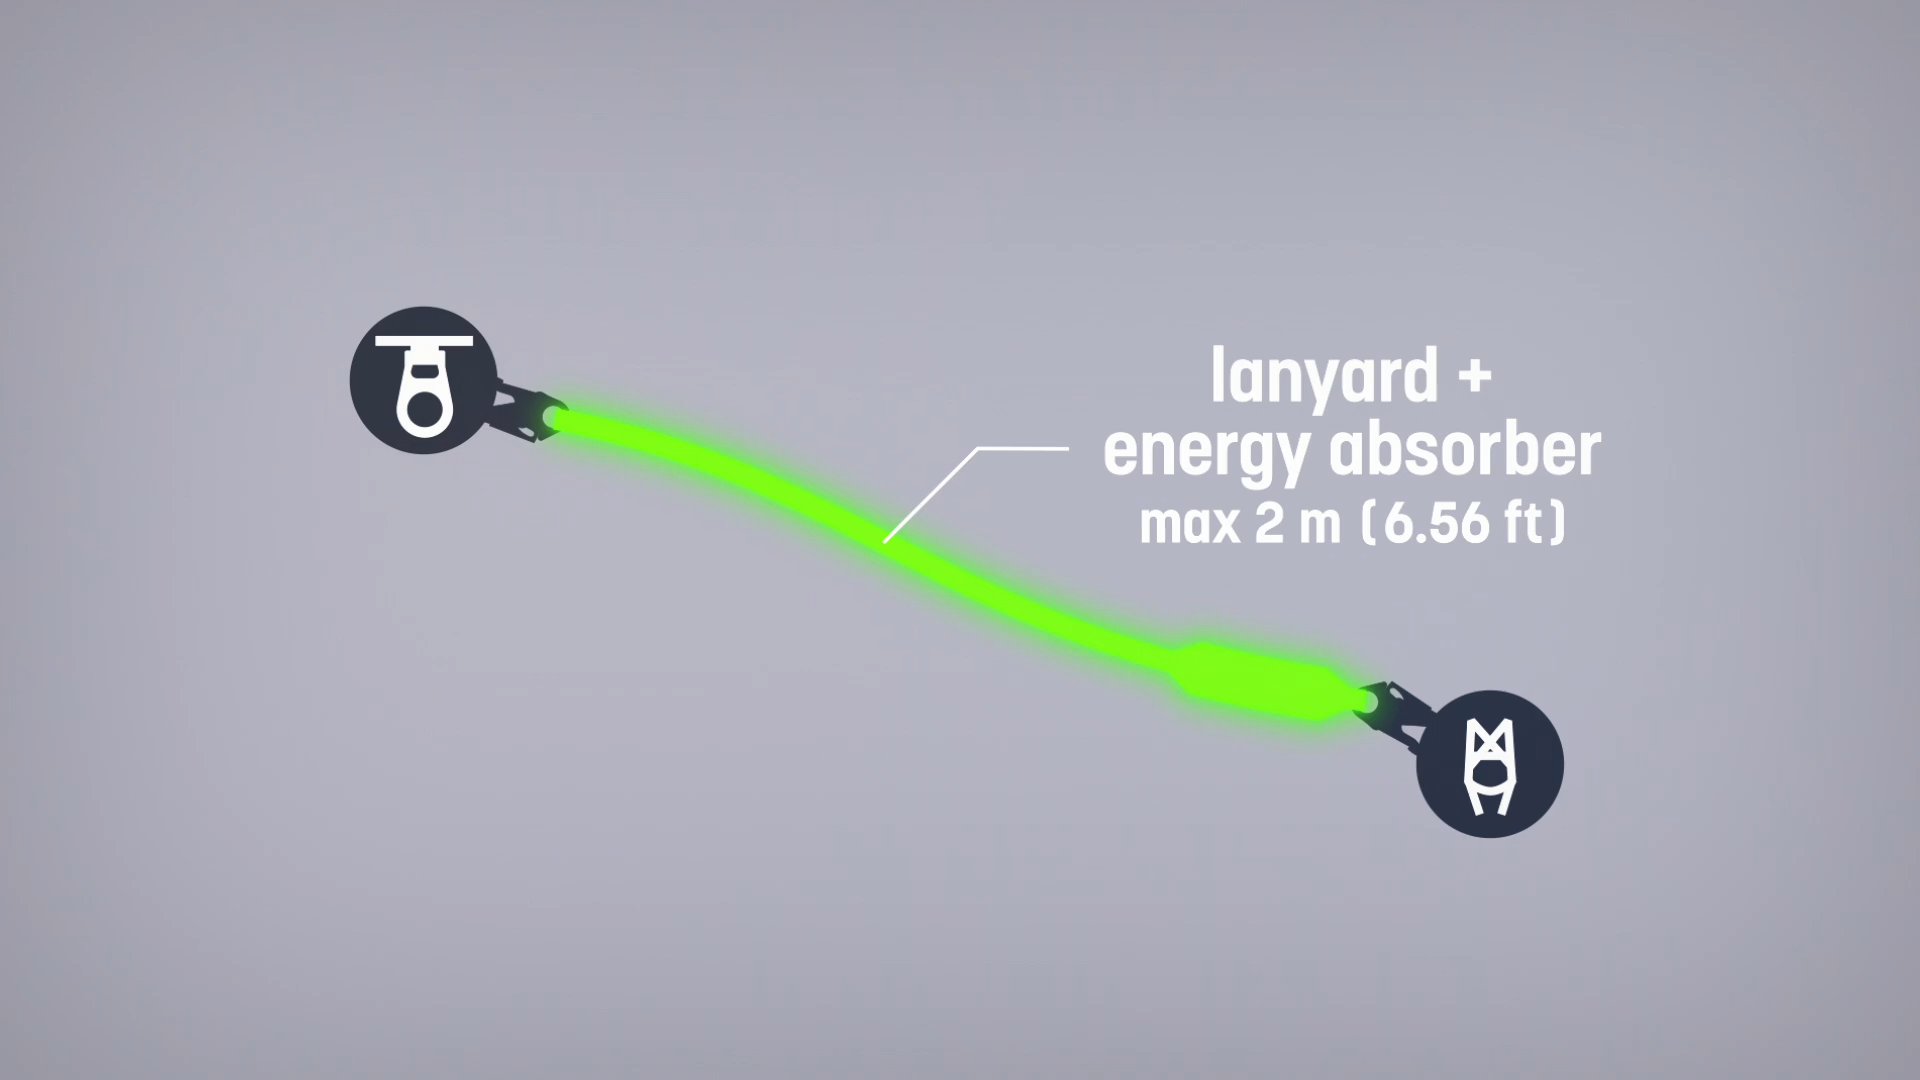 lanyard +
energy absorber
max 2 m (6.56 ft)